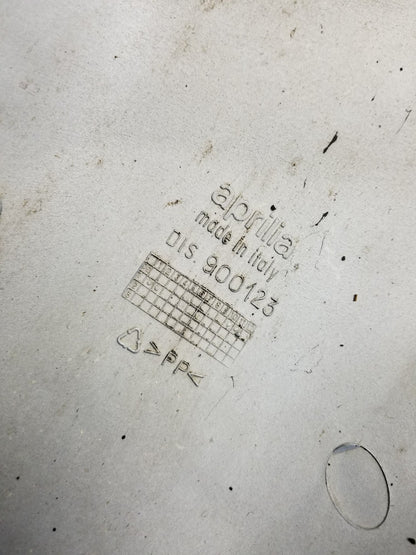 aprilia
made in Italy
DIS. 900123
>PP<